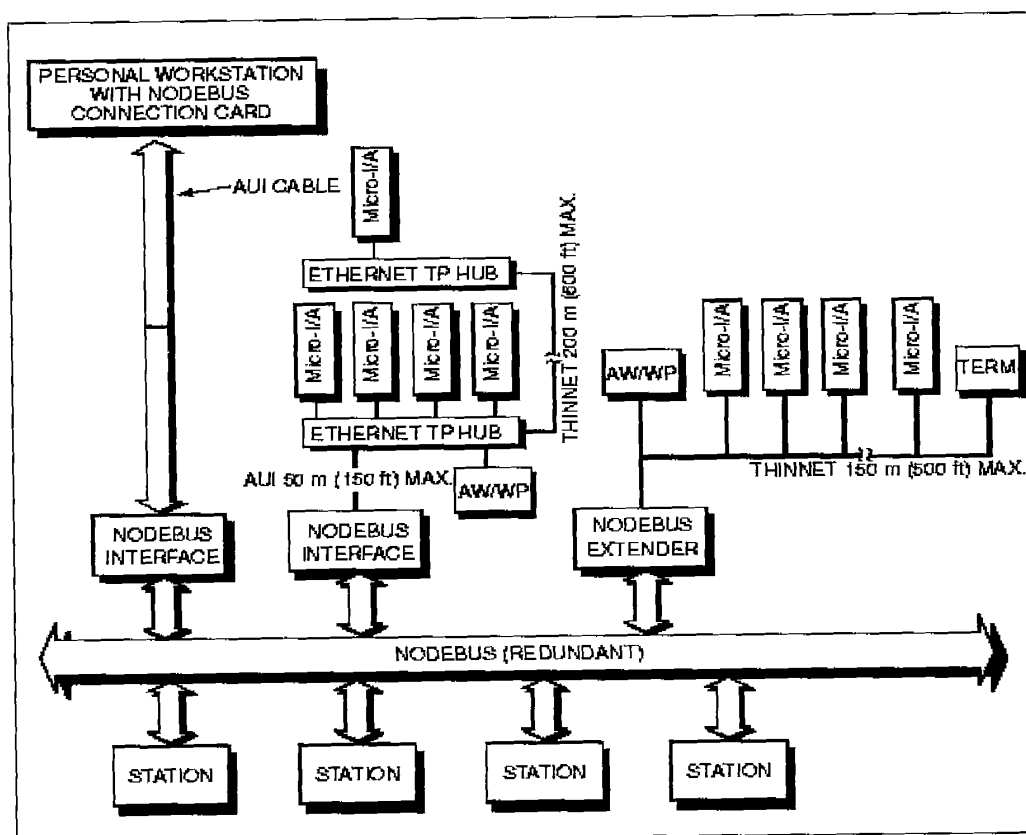 PERSONAL WORKSTATION
WITH NODEBUS
CONNECTION CARD
AUI CABLE
Micro-I/A
ETHERNET TP HUB
THINNET 200 m (600 ft) MAX.
Micro-I/A
Micro-I/A
Micro-I/A
Micro-I/A
ETHERNET TP HUB
AUI 50 m (150 ft) MAX.
AW/WP
AW/WP
Micro-I/A
Micro-I/A
Micro-I/A
Micro-I/A
TERM
THINNET 150 m (500 ft) MAX.
NODEBUS
INTERFACE
NODEBUS
INTERFACE
NODEBUS
EXTENDER
NODEBUS (REDUNDANT)
STATION
STATION
STATION
STATION